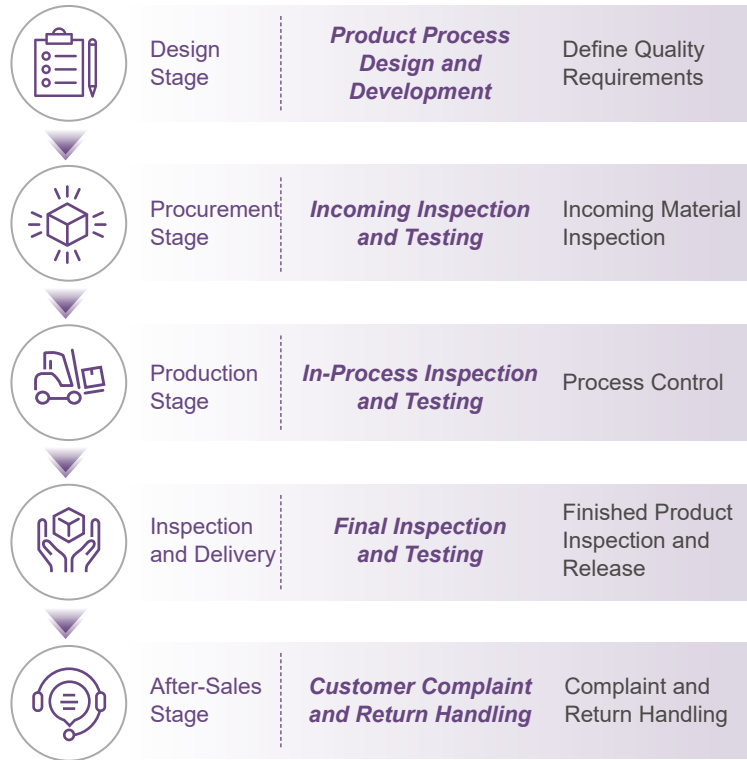 Design
Stage
Product Process
Design and
Development
Define Quality
Requirements
Procurement
Stage
Incoming Inspection
and Testing
Incoming Material
Inspection
Production
Stage
In-Process Inspection
and Testing
Process Control
Inspection
and Delivery
Final Inspection
and Testing
Finished Product
Inspection and
Release
After-Sales
Stage
Customer Complaint
and Return Handling
Complaint and
Return Handling